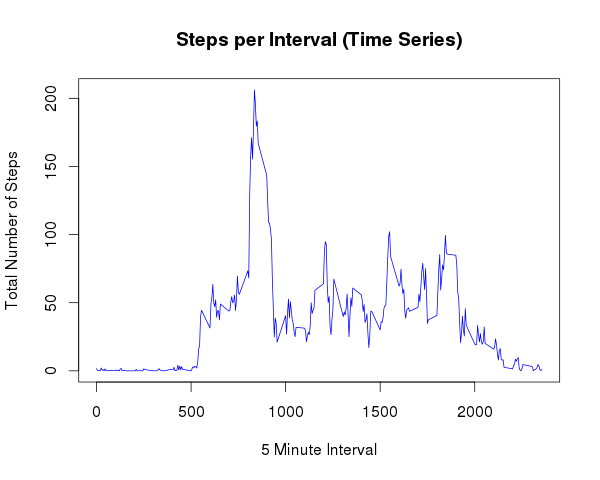 Steps per Interval (Time Series)
Total Number of Steps
200
150
100
50
0
0 500 1000 1500 2000
5 Minute Interval